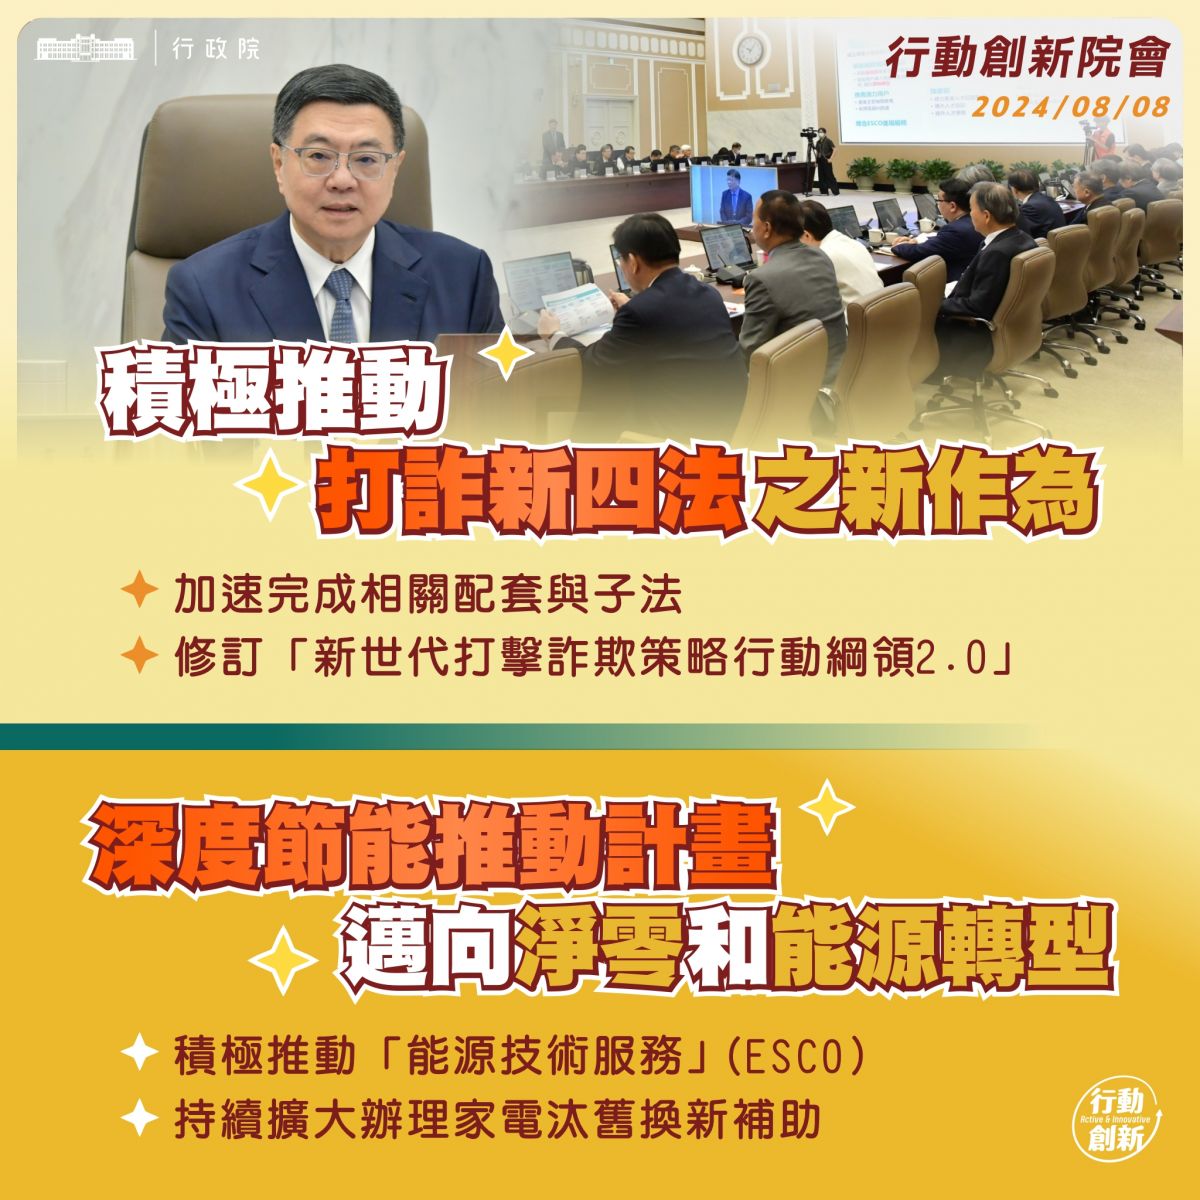 行政院
行動創新院會
2024/08/08
積極推動
打詐新四法之新作為
加速完成相關配套與子法
修訂「新世代打擊詐欺策略行動綱領2.0」
深度節能推動計畫
邁向淨零和能源轉型
積極推動「能源技術服務」(ESCO)
持續擴大辦理家電汰舊換新補助
行動
Active & Innovative
創新